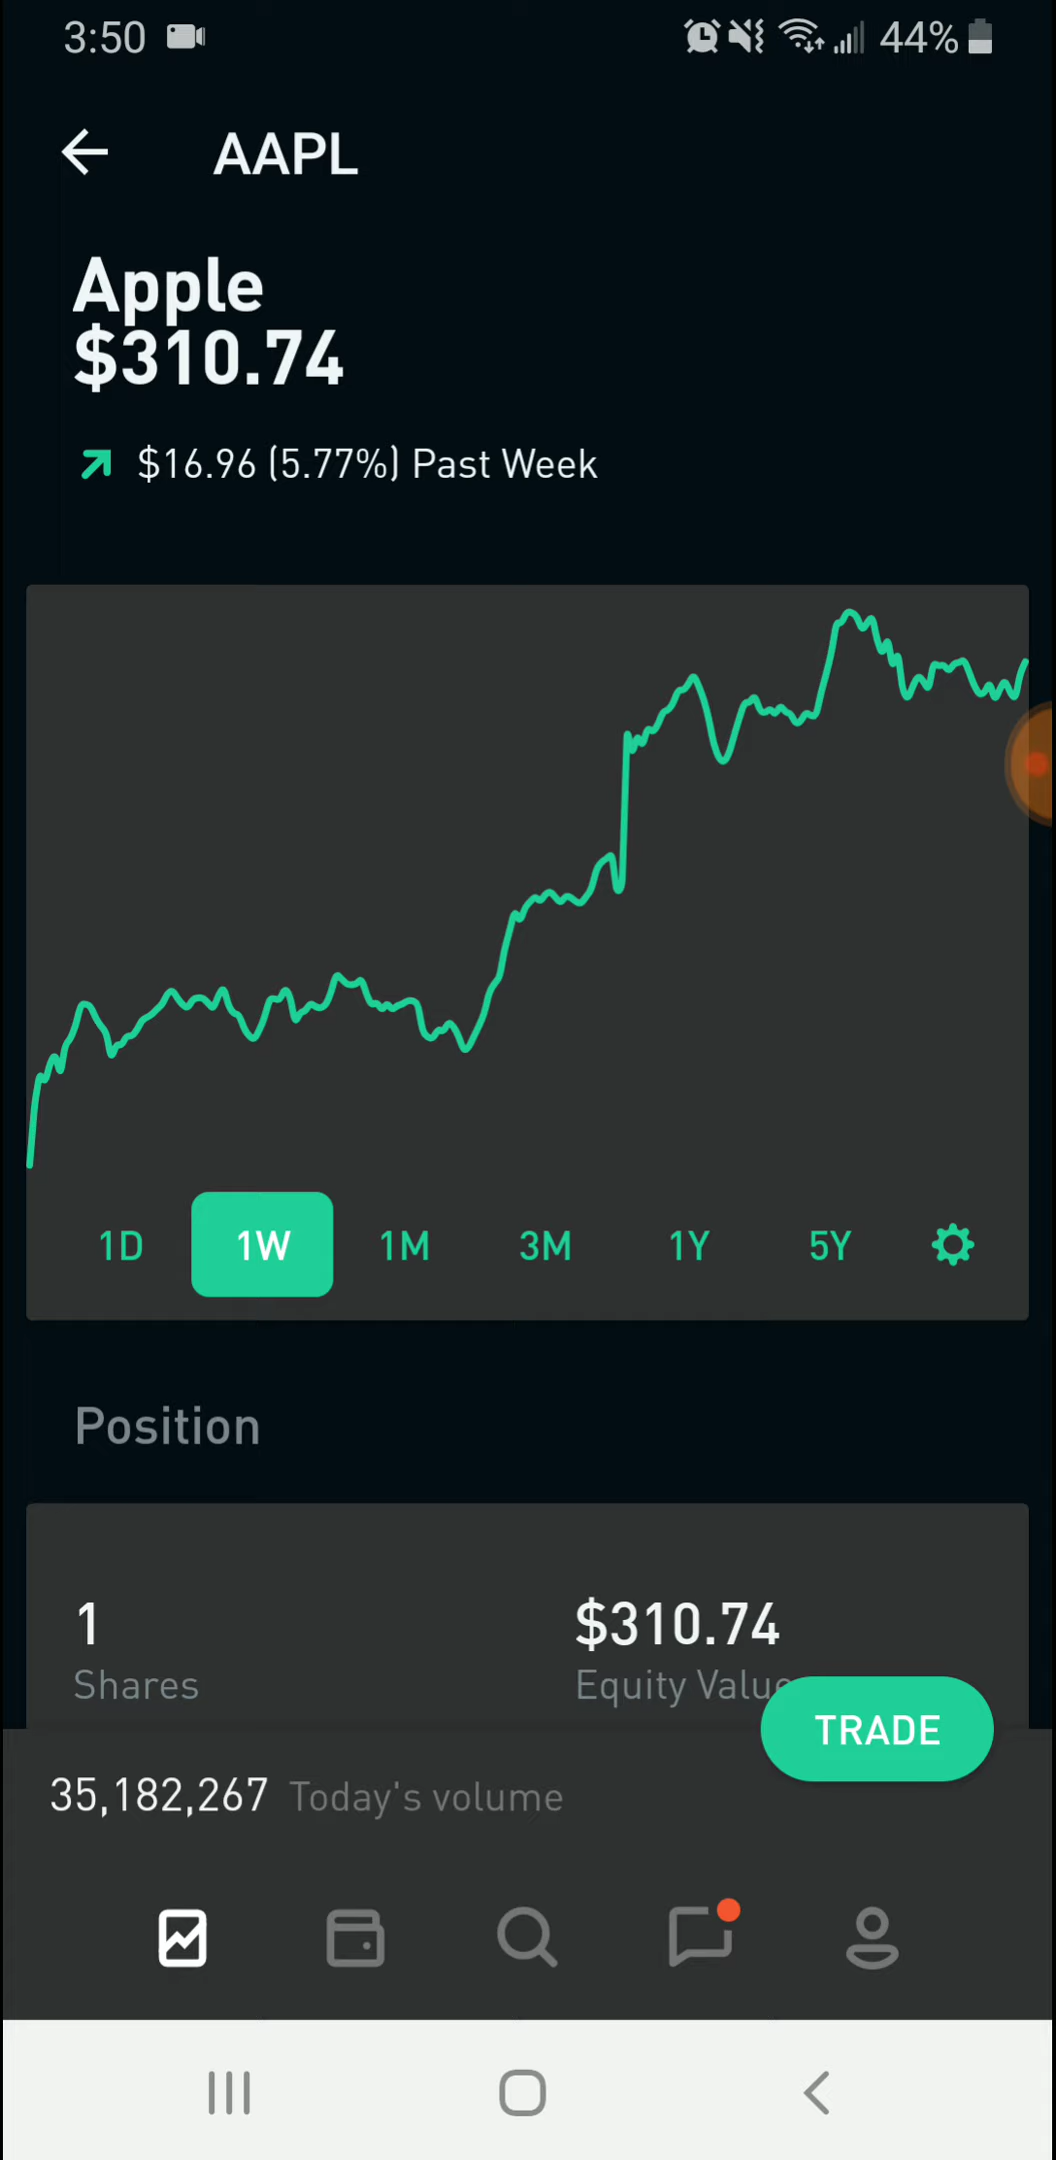 3:50 44%
AAPL
Apple
$310.74
$16.96 (5.77%) Past Week
1D 1W 1M 3M 1Y 5Y
Position
1 $310.74
Shares Equity Value
TRADE
35,182,267 Today's volume